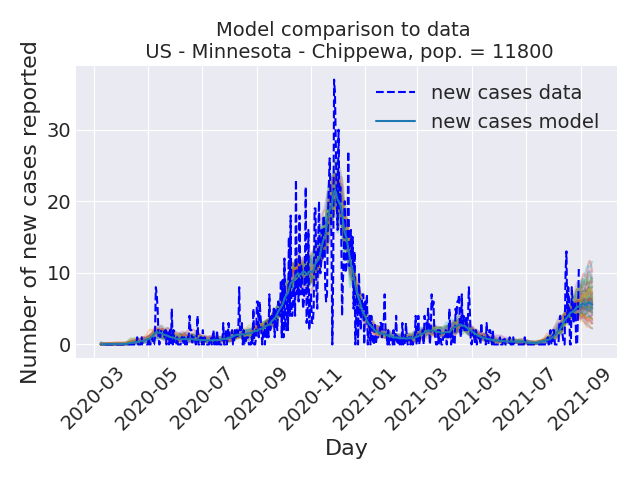 Model comparison to data
US - Minnesota - Chippewa, pop. = 11800
Number of new cases reported
30
20
10
0
new cases data
new cases model
2020-03
2020-05
2020-07
2020-09
2020-11
2021-01
2021-03
2021-05
2021-07
2021-09
Day